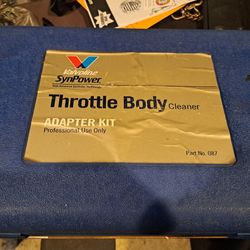 Valvoline
SynPower
Throttle Body Cleaner
ADAPTER KIT
Professional Use Only
Part No. 087